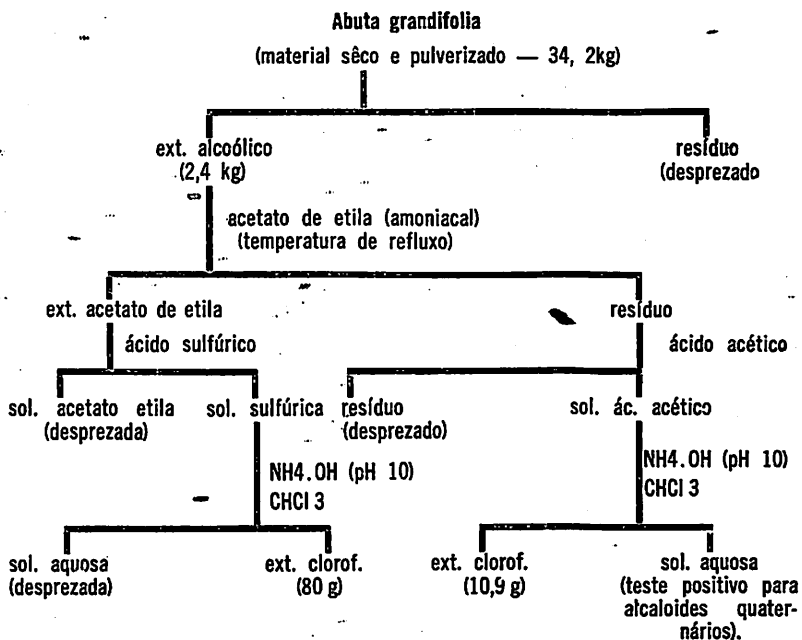 Abuta grandifolia
(material sêco e pulverizado — 34, 2kg)
ext. alcoólico
(2,4 kg)
resíduo
(desprezado
acetato de etila (amoniacal)
(temperatura de refluxo)
ext. acetato de etila
resíduo
ácido sulfúrico
ácido acético
sol. acetato etila
(desprezada)
sol. sulfúrica
resíduo
(desprezado)
sol. ác. acético
NH4.OH (pH 10)
CHCl 3
NH4.OH (pH 10)
CHCl 3
sol. aquosa
(desprezada)
ext. clorof.
(80 g)
ext. clorof.
(10,9 g)
sol. aquosa
(teste positivo para
alcaloides quater-
nários).